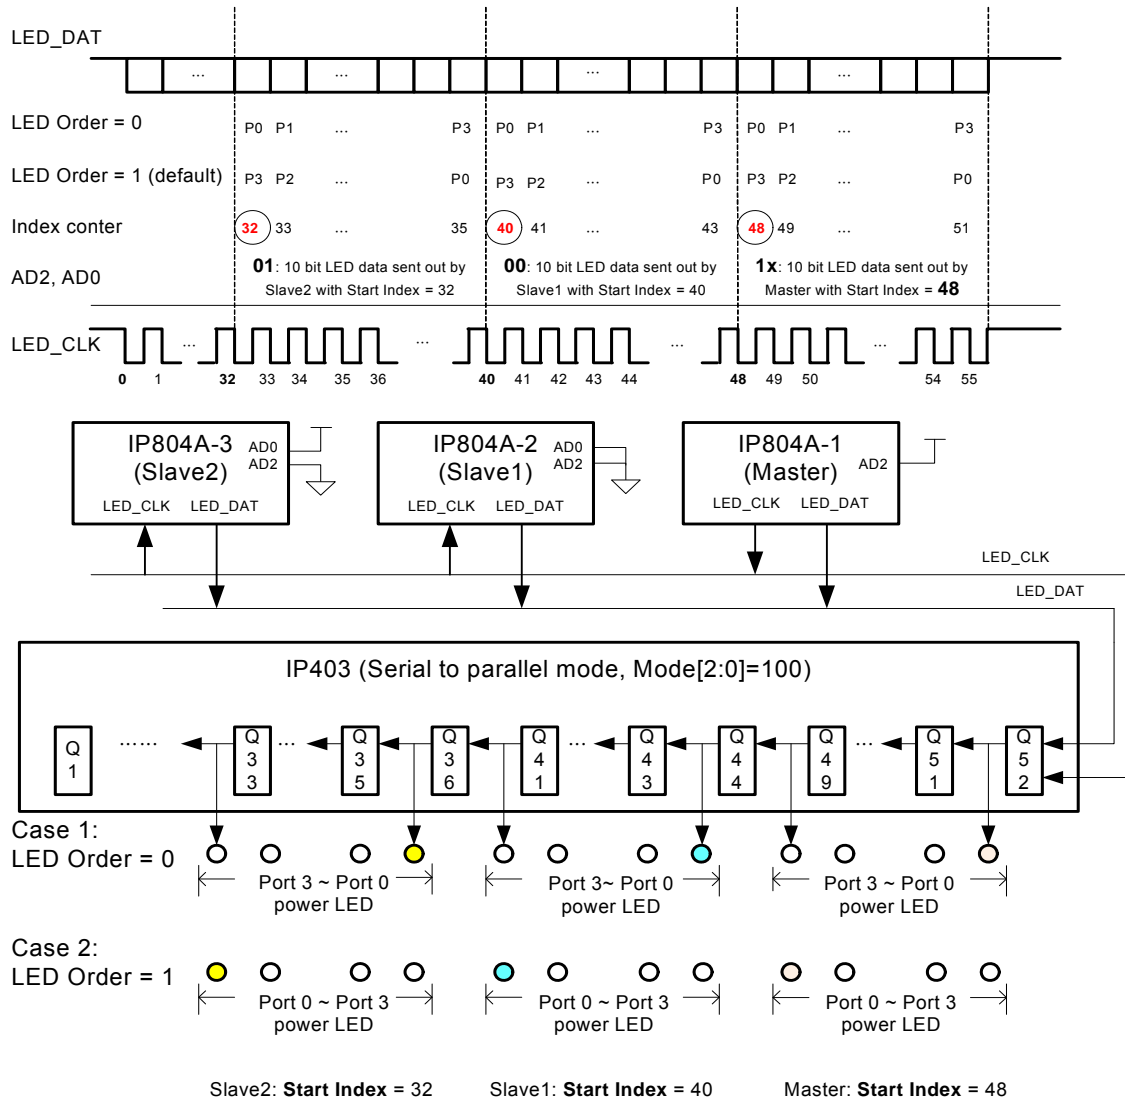 LED_DAT
... ... ... ...
LED Order = 0 P0 P1 ... P3 P0 P1 ... P3 P0 P1 ... P3
LED Order = 1 (default) P3 P2 ... P0 P3 P2 ... P0 P3 P2 ... P0
Index conter 32 33 ... 35 40 41 ... 43 48 49 ... 51
AD2, AD0
01: 10 bit LED data sent out by
Slave2 with Start Index = 32
00: 10 bit LED data sent out by
Slave1 with Start Index = 40
1x: 10 bit LED data sent out by
Master with Start Index = 48
LED_CLK ... ... ... ...
0 1 32 33 34 35 36 40 41 42 43 44 48 49 50 54 55
IP804A-3
(Slave2)
AD0
AD2
LED_CLK LED_DAT
IP804A-2
(Slave1)
AD0
AD2
LED_CLK LED_DAT
IP804A-1
(Master)
AD2
LED_CLK LED_DAT
LED_CLK
LED_DAT
IP403 (Serial to parallel mode, Mode[2:0]=100)
Q1 ...... Q33 ... Q35 Q36 Q41 ... Q43 Q44 Q49 ... Q51 Q52
Case 1:
LED Order = 0
Port 3 ~ Port 0
power LED
Port 3~ Port 0
power LED
Port 3 ~ Port 0
power LED
Case 2:
LED Order = 1
Port 0 ~ Port 3
power LED
Port 0 ~ Port 3
power LED
Port 0 ~ Port 3
power LED
Slave2: Start Index = 32 Slave1: Start Index = 40 Master: Start Index = 48